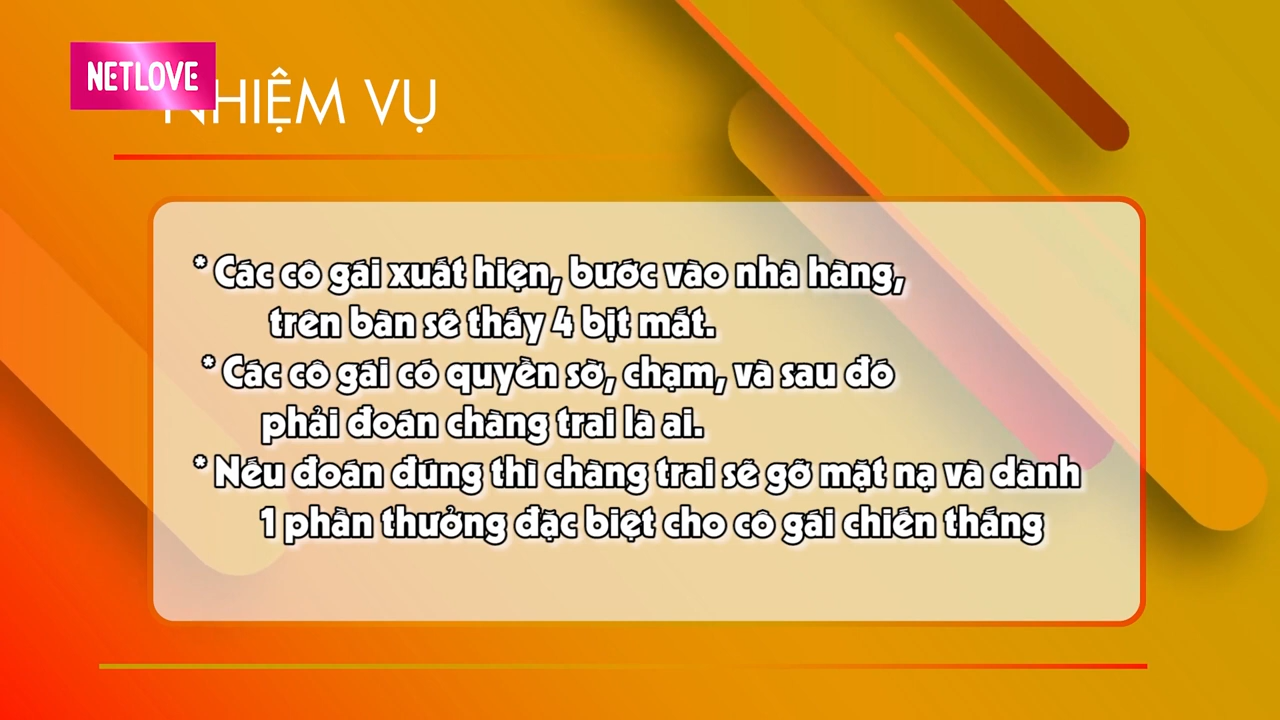 NETLOVE
NHIỆM VỤ
* Các cô gái xuất hiện, bước vào nhà hàng,
trên bàn sẽ thấy 4 bịt mắt.
* Các cô gái có quyền sờ, chạm, và sau đó
phải đoán chàng trai là ai.
* Nếu đoán đúng thì chàng trai sẽ gỡ mặt nạ và dành
1 phần thưởng đặc biệt cho cô gái chiến thắng